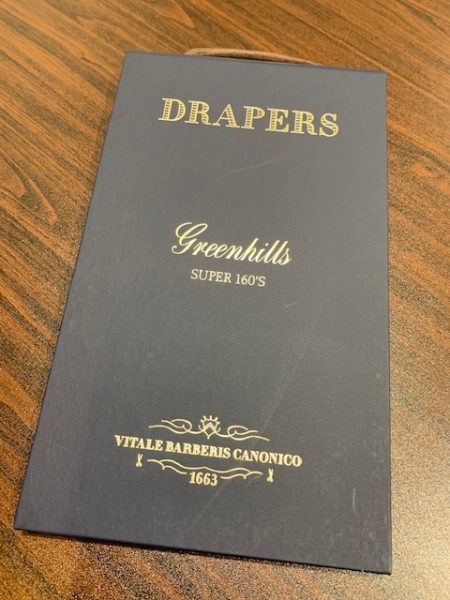 DRAPERS
Greenhills
SUPER 160'S
VITALE BARBERIS CANONICO
1663